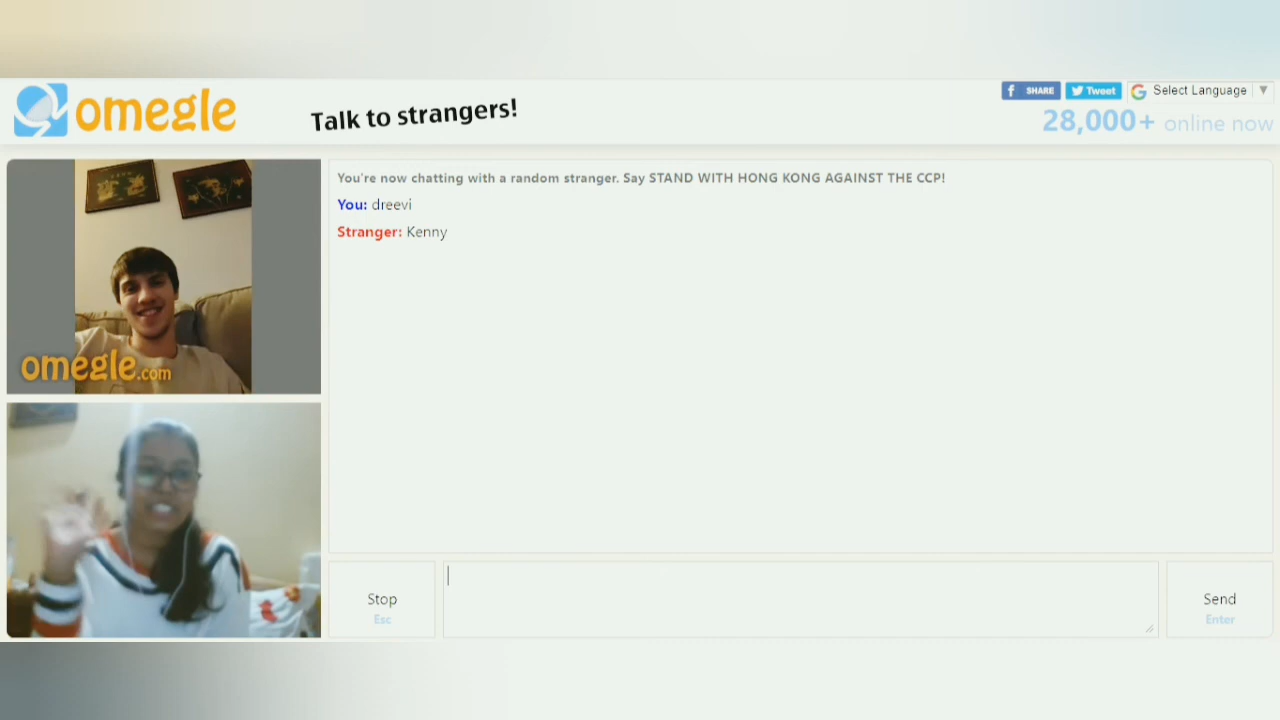 omegle
Talk to strangers!
SHARE
Tweet
Select Language
28,000+ online now
You're now chatting with a random stranger. Say STAND WITH HONG KONG AGAINST THE CCP!
You: dreevi
Stranger: Kenny
omegle.com
Stop
Esc
Send
Enter